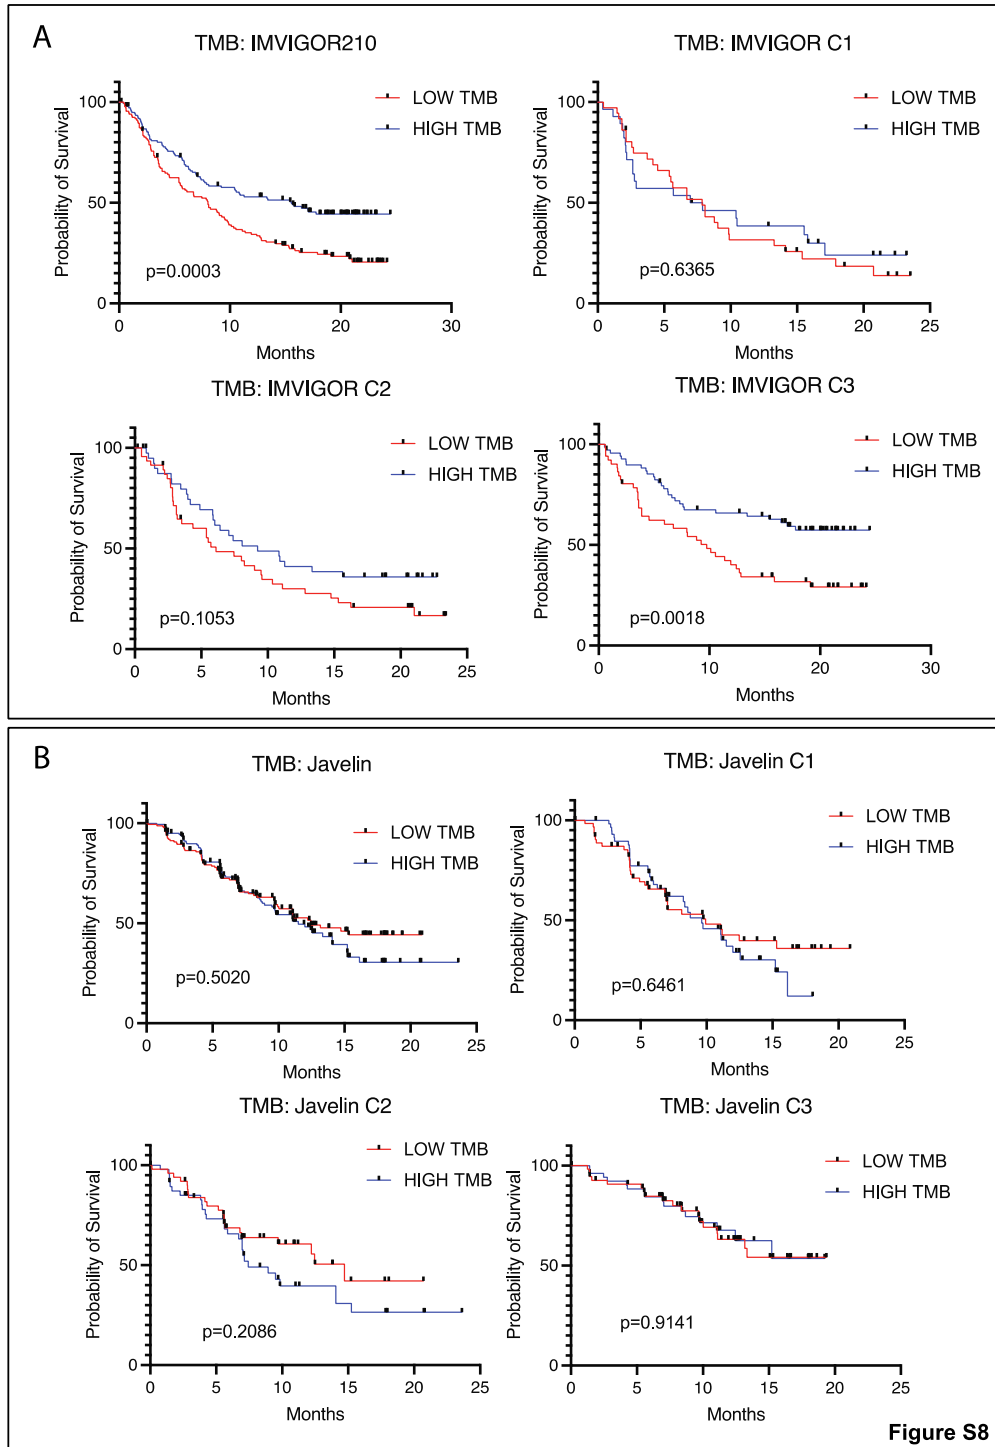 A
TMB: IMVIGOR210
Probability of Survival
100
50
0
0 10 20 30
Months
LOW TMB
HIGH TMB
p=0.0003
TMB: IMVIGOR C1
Probability of Survival
100
50
0
0 5 10 15 20 25
Months
LOW TMB
HIGH TMB
p=0.6365
TMB: IMVIGOR C2
Probability of Survival
100
50
0
0 5 10 15 20 25
Months
LOW TMB
HIGH TMB
p=0.1053
TMB: IMVIGOR C3
Probability of Survival
100
50
0
0 10 20 30
Months
LOW TMB
HIGH TMB
p=0.0018
B
TMB: Javelin
Probability of Survival
100
50
0
0 5 10 15 20 25
Months
LOW TMB
HIGH TMB
p=0.5020
TMB: Javelin C1
Probability of Survival
100
50
0
0 5 10 15 20 25
Months
LOW TMB
HIGH TMB
p=0.6461
TMB: Javelin C2
Probability of Survival
100
50
0
0 5 10 15 20 25
Months
LOW TMB
HIGH TMB
p=0.2086
TMB: Javelin C3
Probability of Survival
100
50
0
0 5 10 15 20 25
Months
LOW TMB
HIGH TMB
p=0.9141
Figure S8